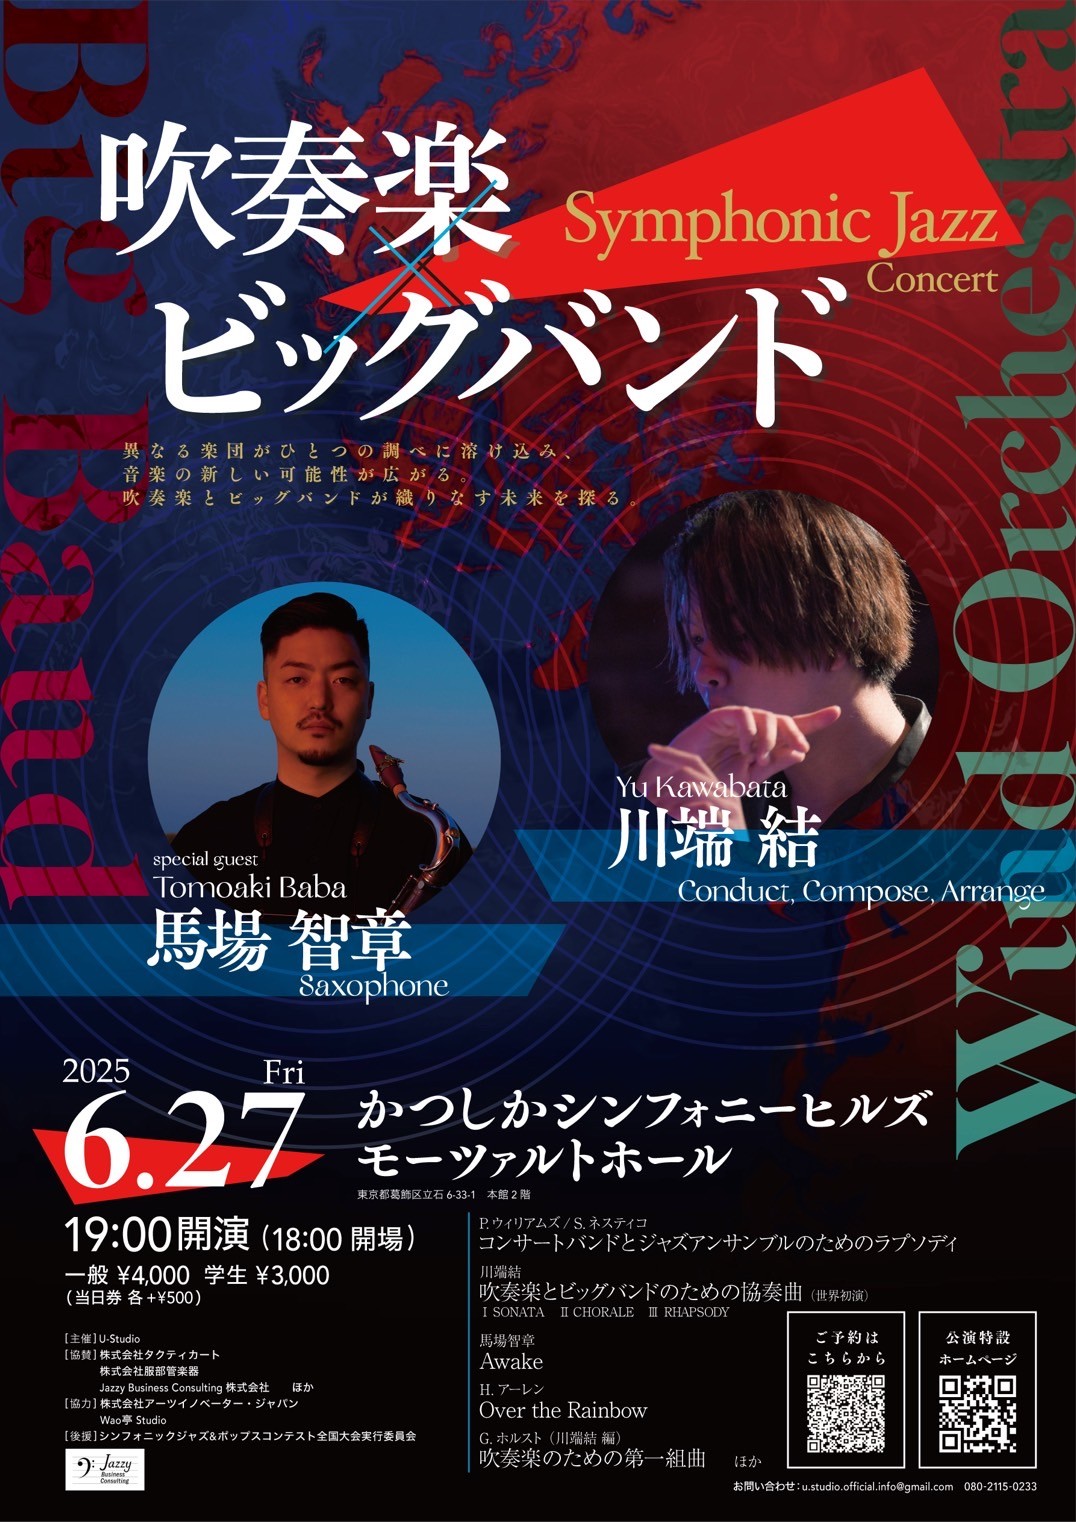 Big Band
Wind Orchestra
吹奏楽
×
ビッグバンド
Symphonic Jazz
Concert
異なる楽団がひとつの調べに溶け込み、
音楽の新しい可能性が広がる。
吹奏楽とビッグバンドが織りなす未来を探る。
Yu Kawabata
川端 結
Conduct, Compose, Arrange
special guest
Tomoaki Baba
馬場 智章
Saxophone
2025
Fri
6.27
かつしかシンフォニーヒルズ
モーツァルトホール
東京都葛飾区立石 6-33-1 本館 2 階
19:00 開演 (18:00 開場)
一般 ¥4,000 学生 ¥3,000
(当日券 各 +¥500)
[主催] U-Studio
[協賛] 株式会社タクティカート
株式会社服部管楽器
Jazzy Business Consulting 株式会社 ほか
[協力] 株式会社アーツイノベーター・ジャパン
Wao亭 Studio
[後援] シンフォニックジャズ&ポップスコンテスト全国大会実行委員会
Jazzy
Business
Consulting
P. ウィリアムズ / S. ネスティコ
コンサートバンドとジャズアンサンブルのためのラプソディ
川端結
吹奏楽とビッグバンドのための協奏曲 (世界初演)
Ⅰ SONATA Ⅱ CHORALE Ⅲ RHAPSODY
馬場智章
Awake
H. アーレン
Over the Rainbow
G. ホルスト (川端結 編)
吹奏楽のための第一組曲 ほか
ご予約は
こちらから
公演特設
ホームページ
お問い合わせ : u.studio.official.info@gmail.com 080-2115-0233